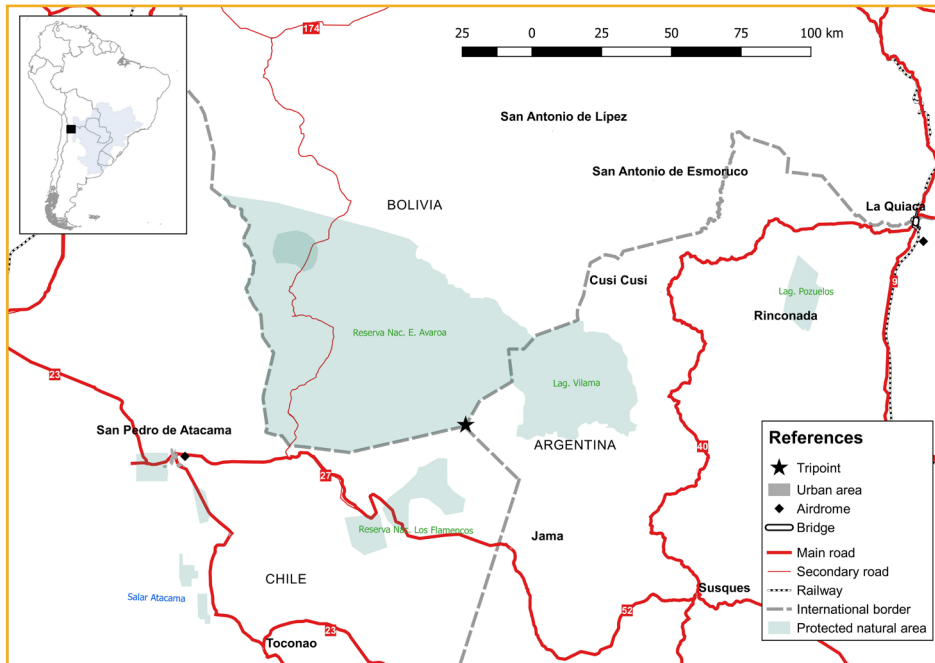 174
25 0 25 50 75 100 km
San Antonio de Lípez
San Antonio de Esmoruco
BOLIVIA
La Quiaca
9
Cusi Cusi
Lag. Pozuelos
Rinconada
Reserva Nac. E. Avaroa
23
Lag. Vilama
San Pedro de Atacama
ARGENTINA
40
27
Reserva Nac. Los Flamencos
Jama
CHILE
Susques
Salar Atacama
52
23
Toconao
References
Tripoint
Urban area
Airdrome
Bridge
Main road
Secondary road
Railway
International border
Protected natural area